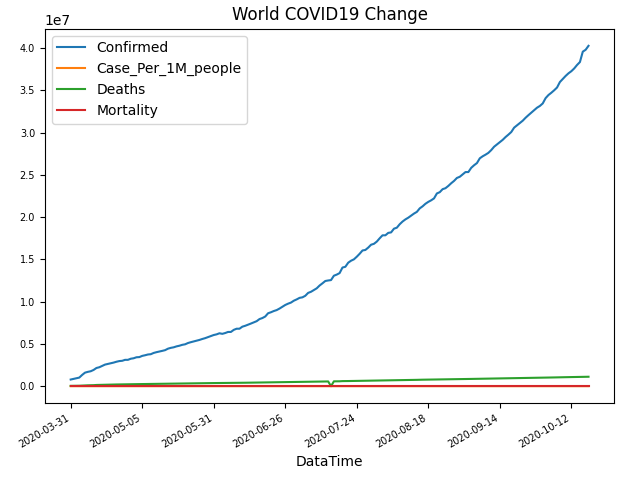 World COVID19 Change
1e7
Confirmed
Case_Per_1M_people
Deaths
Mortality
4.0
3.5
3.0
2.5
2.0
1.5
1.0
0.5
0.0
2020-03-31
2020-05-05
2020-05-31
2020-06-26
2020-07-24
2020-08-18
2020-09-14
2020-10-12
DataTime